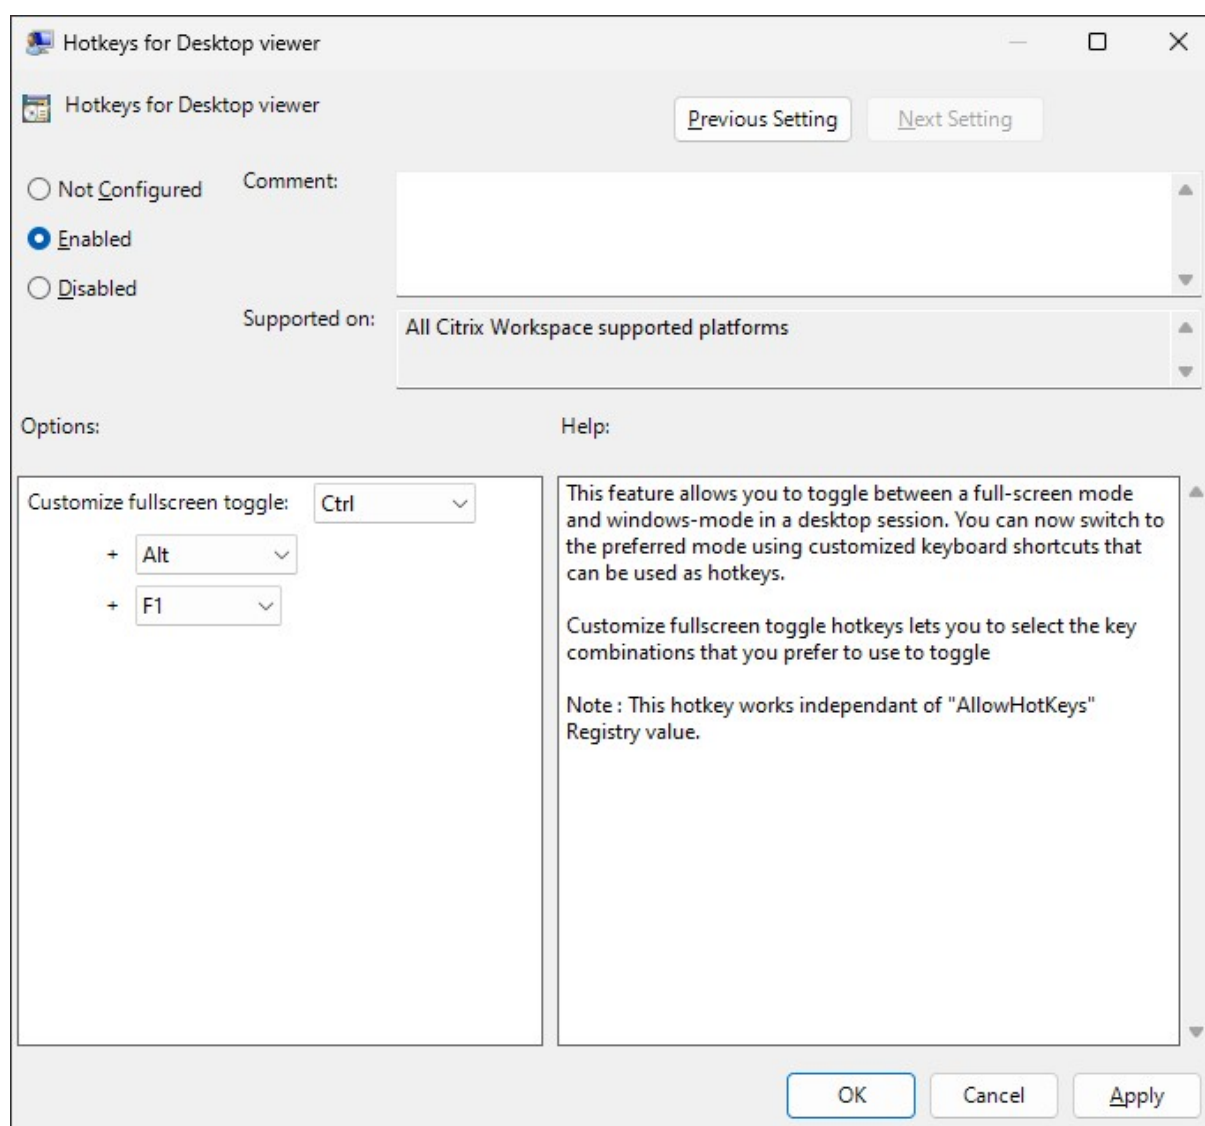 Hotkeys for Desktop viewer
Hotkeys for Desktop viewer
Previous Setting
Next Setting
Not Configured
Comment:
Enabled
Disabled
Supported on:
All Citrix Workspace supported platforms
Options:
Help:
Customize fullscreen toggle:
Ctrl
+ Alt
+ F1
This feature allows you to toggle between a full-screen mode
and windows-mode in a desktop session. You can now switch to
the preferred mode using customized keyboard shortcuts that
can be used as hotkeys.
Customize fullscreen toggle hotkeys lets you to select the key
combinations that you prefer to use to toggle
Note : This hotkey works independant of "AllowHotKeys"
Registry value.
OK
Cancel
Apply